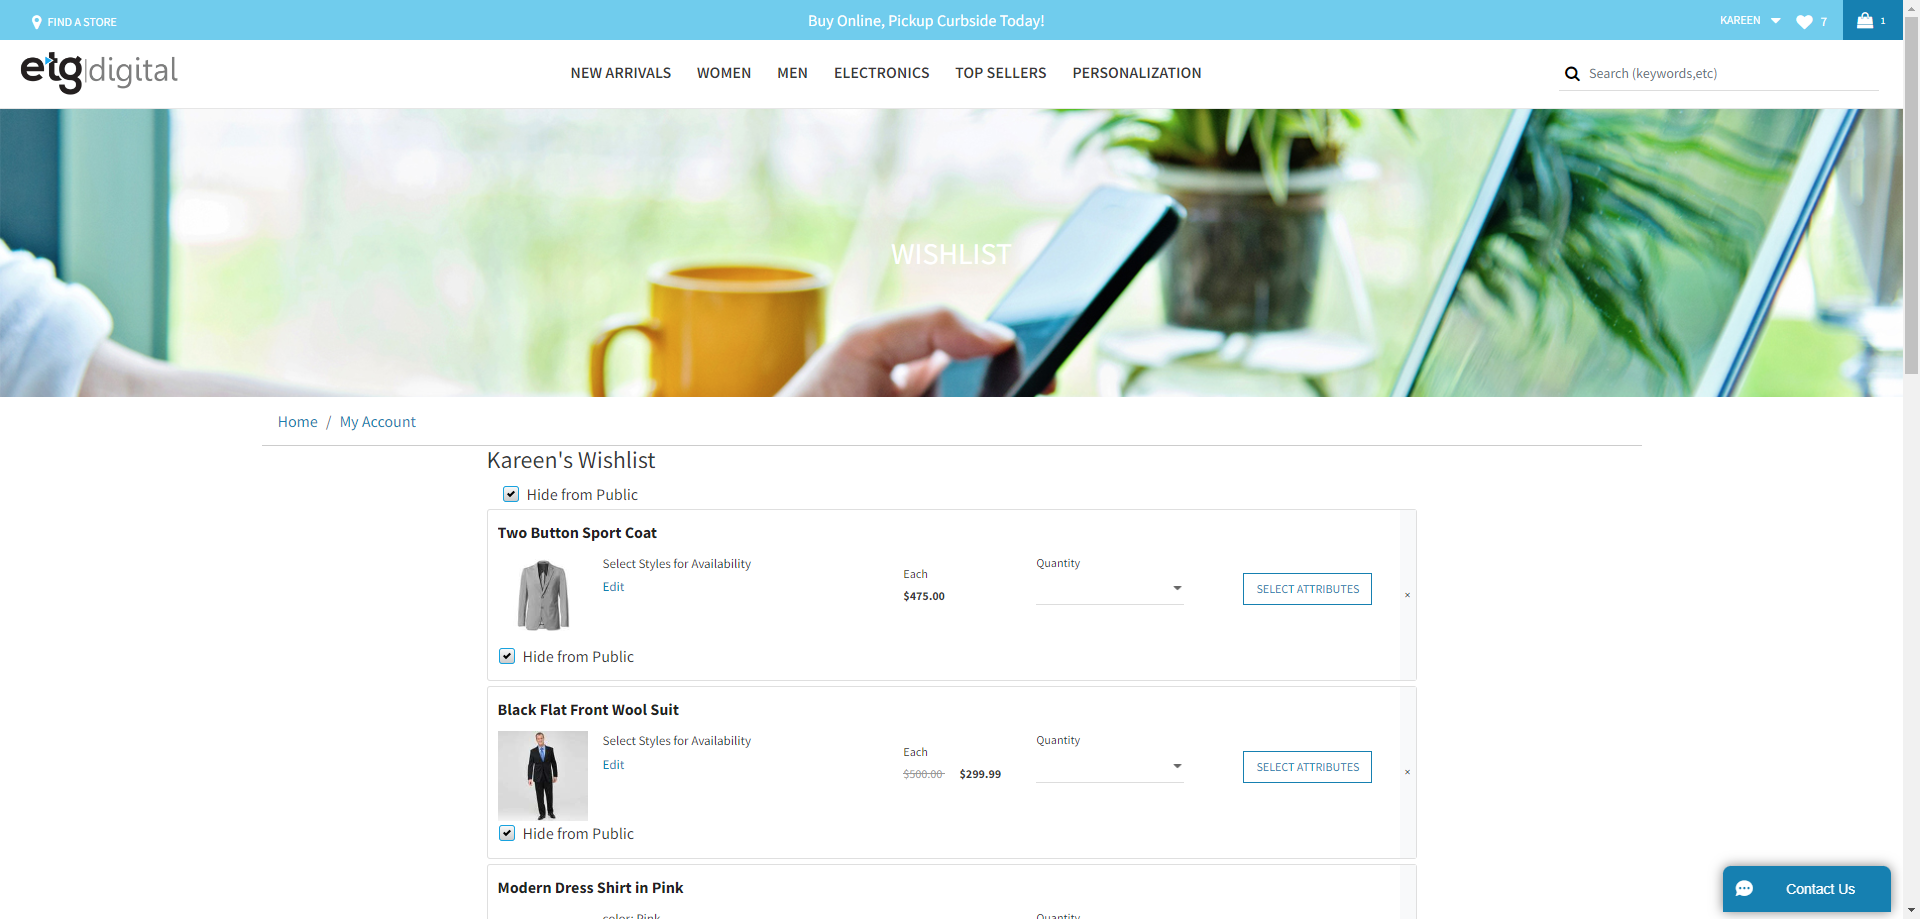 FIND A STORE
Buy Online, Pickup Curbside Today!
KAREEN
7
1
etg|digital
NEW ARRIVALS WOMEN MEN ELECTRONICS TOP SELLERS PERSONALIZATION
Search (keywords,etc)
WISHLIST
Home / My Account
Kareen's Wishlist
Hide from Public
Two Button Sport Coat
Select Styles for Availability
Edit
Each
$475.00
Quantity
SELECT ATTRIBUTES
×
Hide from Public
Black Flat Front Wool Suit
Select Styles for Availability
Edit
Each
$500.00 $299.99
Quantity
SELECT ATTRIBUTES
×
Hide from Public
Modern Dress Shirt in Pink
color: Pink
Quantity
Contact Us